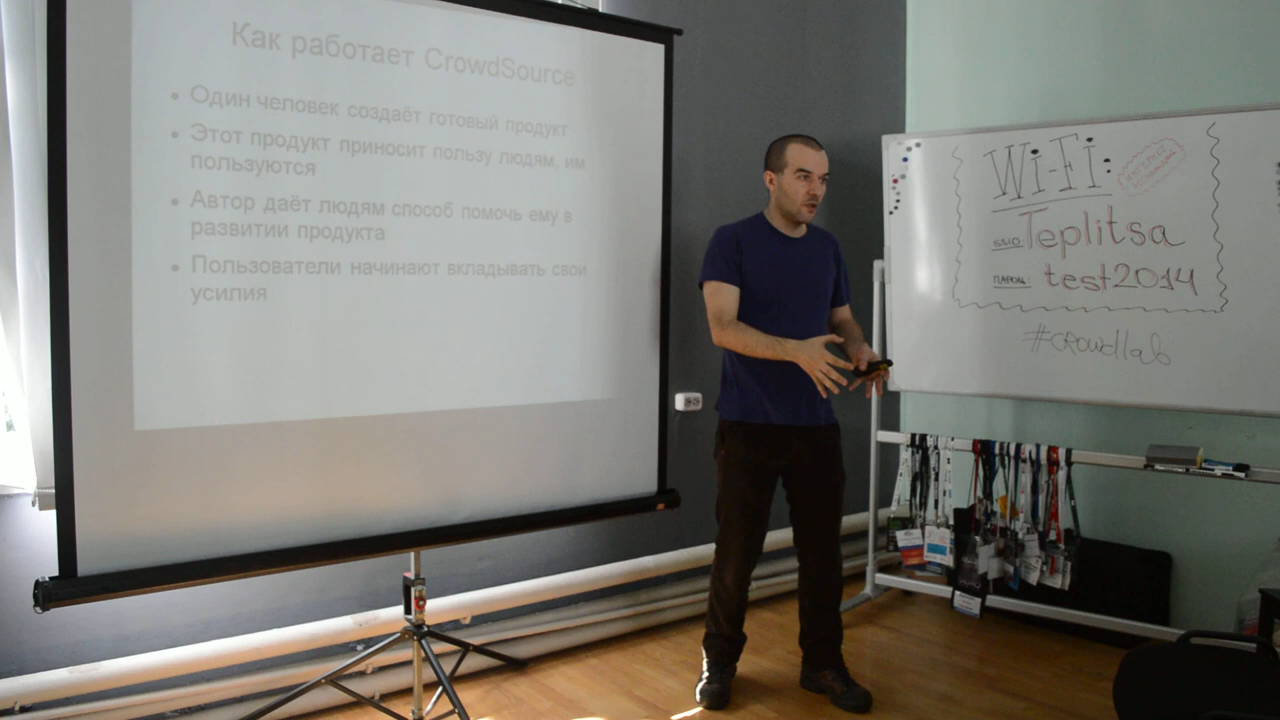 Как работает CrowdSource
• Один человек создаёт готовый продукт
• Этот продукт приносит пользу людям, им
пользуются
• Автор даёт людям способ помочь ему в
развитии продукта
• Пользователи начинают вкладывать свои
усилия
Wi-Fi:
SSID: Teplitsa
ПАРОЛЬ: test2014
#CROWDlab